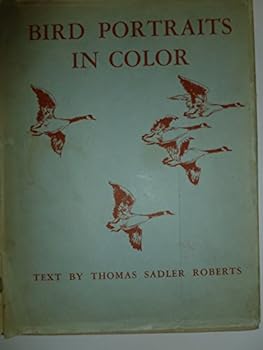 BIRD PORTRAITS
IN COLOR
TEXT BY THOMAS SADLER ROBERTS